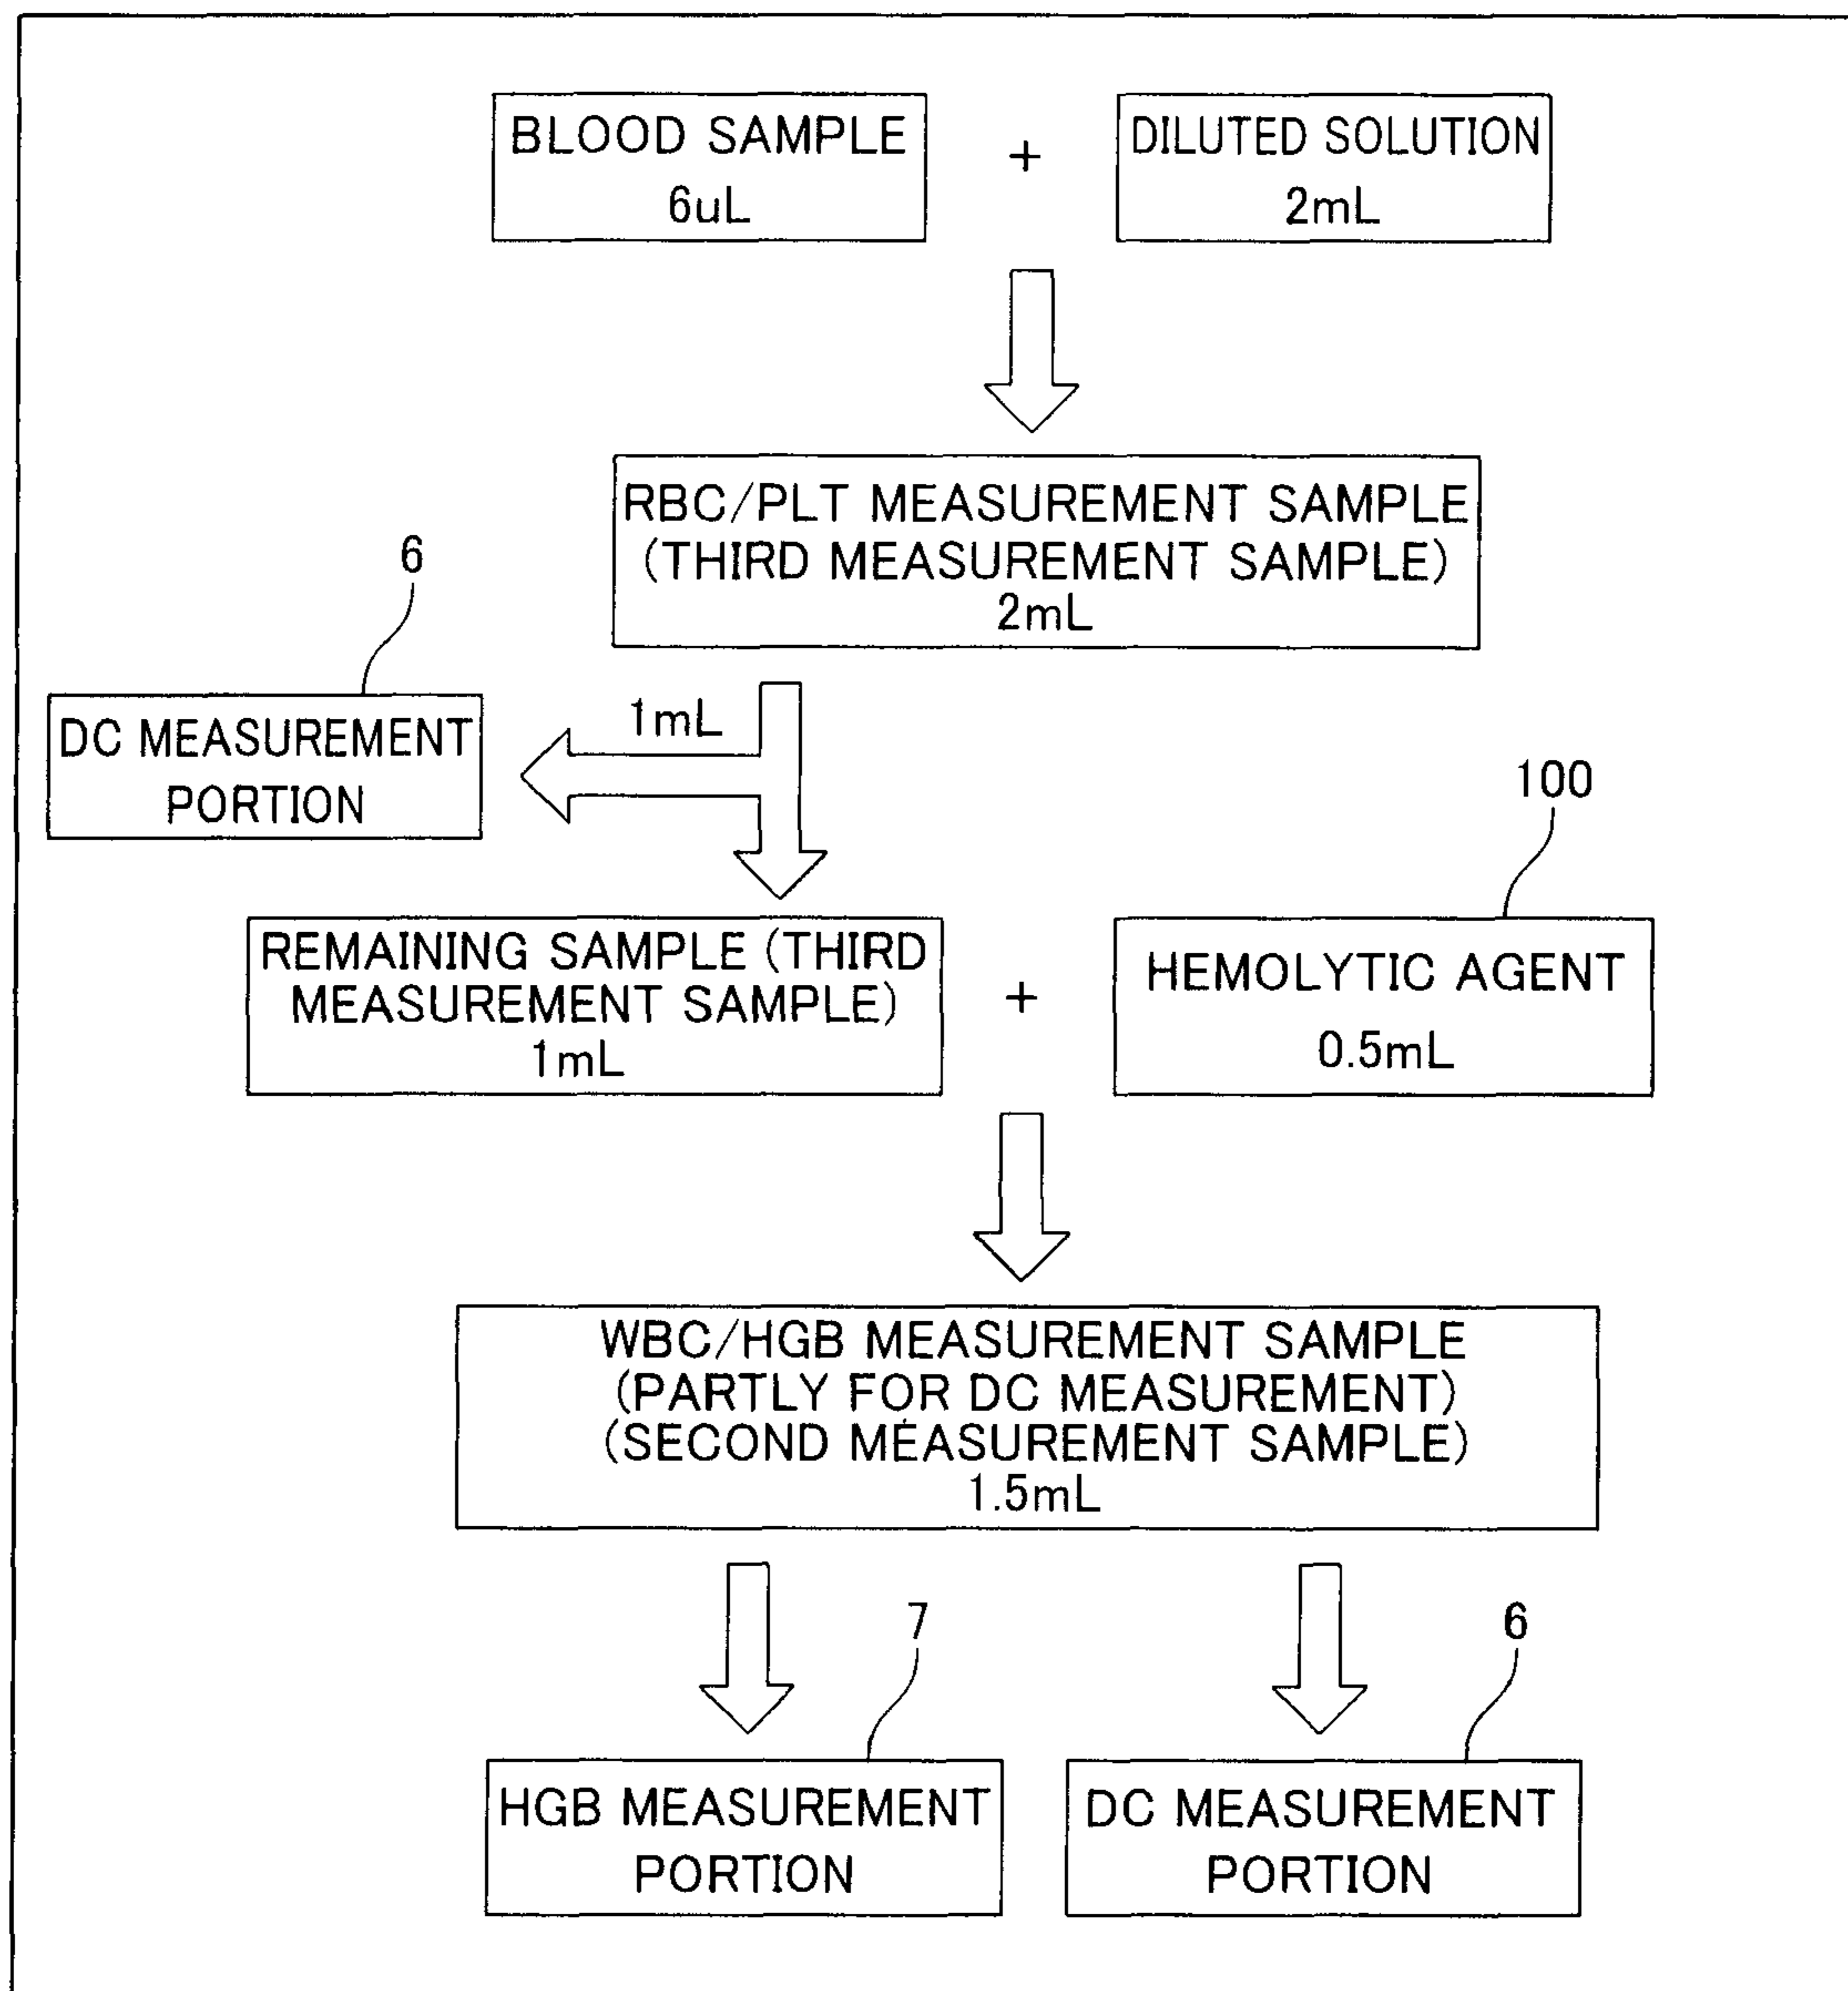 BLOOD SAMPLE
6uL
+
DILUTED SOLUTION
2mL
RBC/PLT MEASUREMENT SAMPLE
(THIRD MEASUREMENT SAMPLE)
2mL
6
DC MEASUREMENT
PORTION
1mL
100
REMAINING SAMPLE (THIRD
MEASUREMENT SAMPLE)
1mL
+
HEMOLYTIC AGENT
0.5mL
WBC/HGB MEASUREMENT SAMPLE
(PARTLY FOR DC MEASUREMENT)
(SECOND MEASUREMENT SAMPLE)
1.5mL
7
HGB MEASUREMENT
PORTION
6
DC MEASUREMENT
PORTION